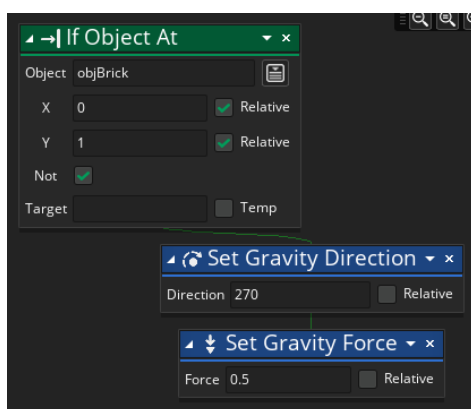 If Object At
Object objBrick
X 0 Relative
Y 1 Relative
Not
Target Temp
Set Gravity Direction
Direction 270 Relative
Set Gravity Force
Force 0.5 Relative